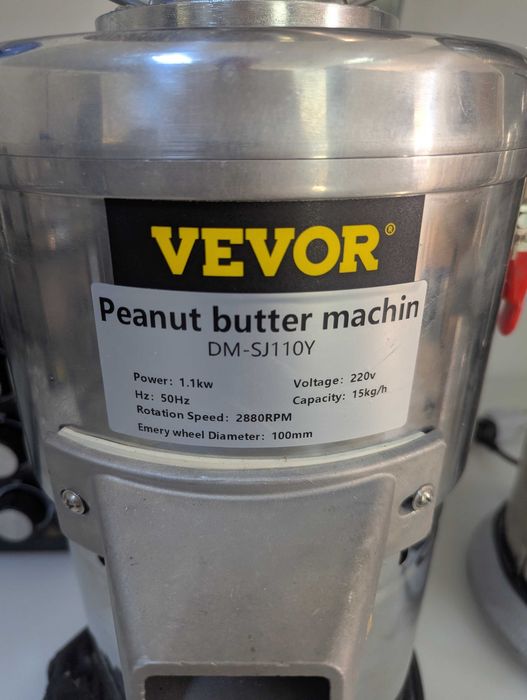 VEVOR®
Peanut butter machin
DM-SJ110Y
Power: 1.1kw Voltage: 220v
Hz: 50Hz Capacity: 15kg/h
Rotation Speed: 2880RPM
Emery wheel Diameter: 100mm